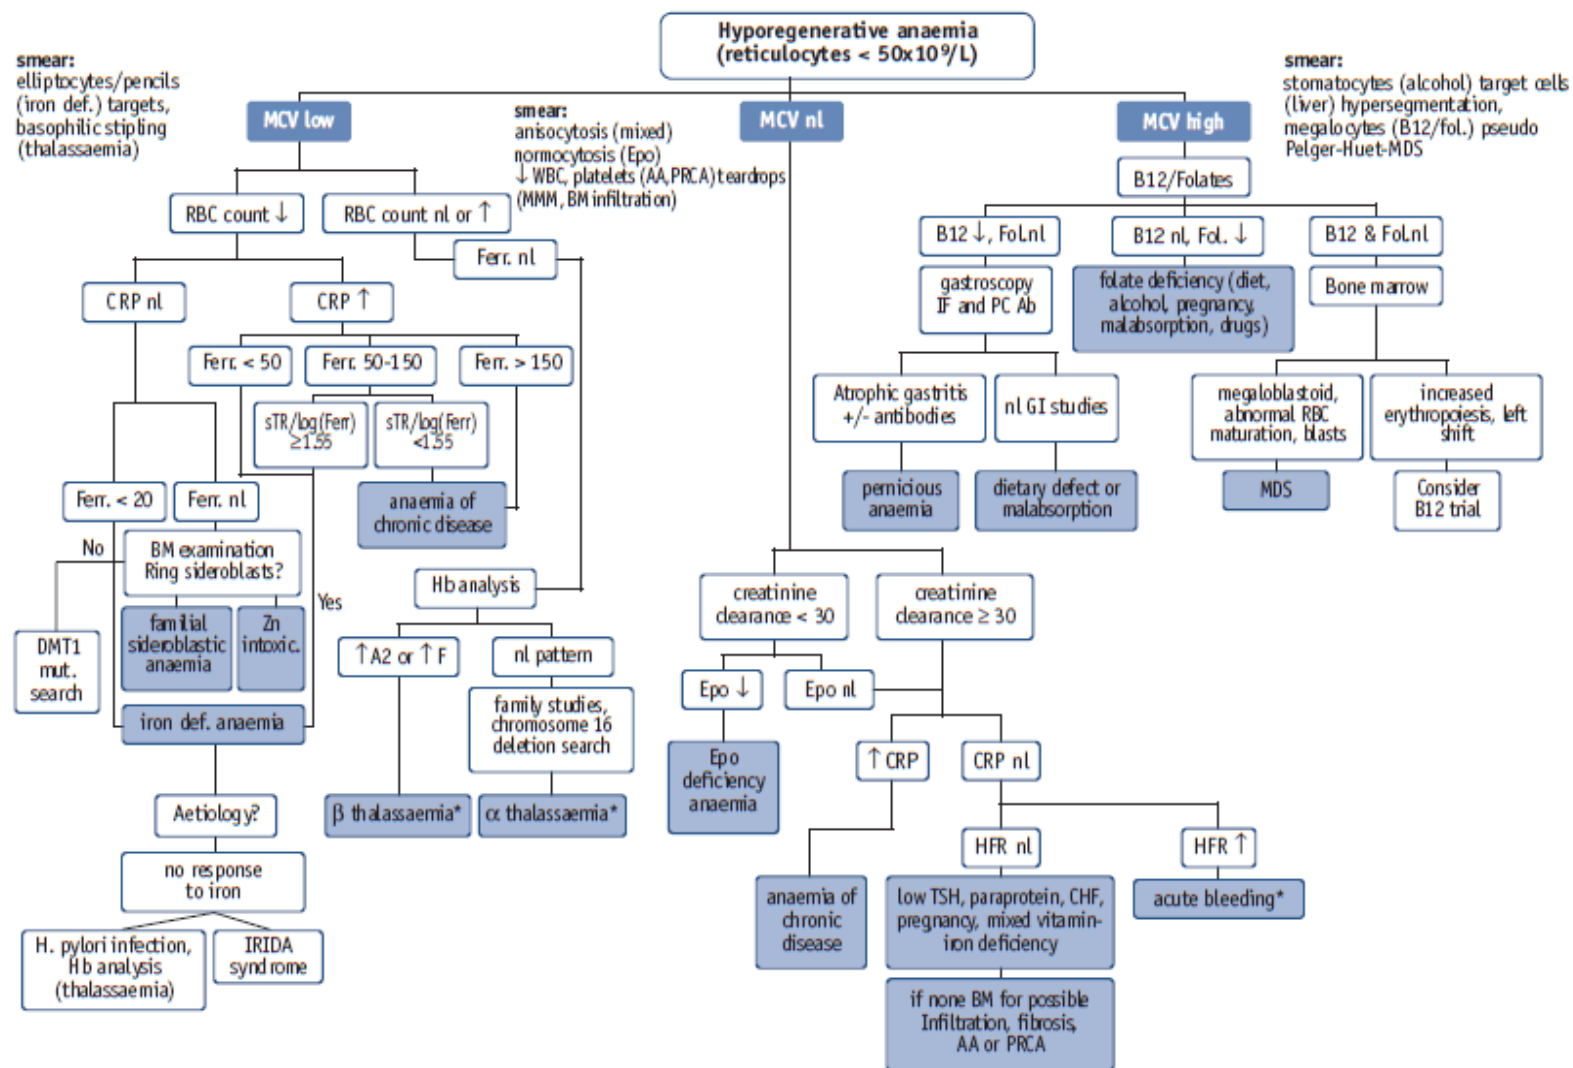 Hyporegenerative anaemia
(reticulocytes < 50x10⁹/L)
smear:
elliptocytes/pencils
(iron def.) targets,
basophilic stipling
(thalassaemia)
MCV low
smear:
anisocytosis (mixed)
normocytosis (Epo)
↓ WBC, platelets (AA,PRCA) teardrops
(MMM, BM infiltration)
MCV nl
MCV high
smear:
stomatocytes (alcohol) target cells
(liver) hypersegmentation,
megalocytes (B12/fol.) pseudo
Pelger-Huet-MDS
RBC count ↓
RBC count nl or ↑
Ferr. nl
CRP nl
CRP ↑
Ferr. < 50
Ferr. 50-150
Ferr. > 150
sTR/log(Ferr)
≥1.55
sTR/log(Ferr)
<1.55
Ferr. < 20
Ferr. nl
anaemia of
chronic disease
No
BM examination
Ring sideroblasts?
Yes
DMT1
mut.
search
familial
sideroblastic
anaemia
Zn
intoxic.
iron def. anaemia
Aetiology?
no response
to iron
H. pylori infection,
Hb analysis
(thalassaemia)
IRIDA
syndrome
Hb analysis
↑ A2 or ↑ F
nl pattern
family studies,
chromosome 16
deletion search
β thalassaemia*
α thalassaemia*
B12/Folates
B12 ↓, Fol.nl
B12 nl, Fol. ↓
B12 & Fol.nl
gastroscopy
IF and PC Ab
folate deficiency (diet,
alcohol, pregnancy,
malabsorption, drugs)
Bone marrow
Atrophic gastritis
+/- antibodies
nl GI studies
megaloblastoid,
abnormal RBC
maturation, blasts
increased
erythropoiesis, left
shift
pernicious
anaemia
dietary defect or
malabsorption
MDS
Consider
B12 trial
creatinine
clearance < 30
creatinine
clearance ≥ 30
Epo ↓
Epo nl
Epo
deficiency
anaemia
↑ CRP
CRP nl
HFR nl
HFR ↑
anaemia of
chronic
disease
low TSH, paraprotein, CHF,
pregnancy, mixed vitamin-
iron deficiency
acute bleeding*
if none BM for possible
Infiltration, fibrosis,
AA or PRCA